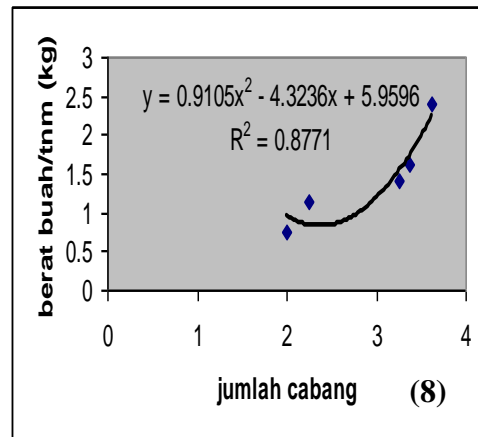 berat buah/tnm (kg)
3
2.5
2
1.5
1
0.5
0
y = 0.9105x² - 4.3236x + 5.9596
R² = 0.8771
0 1 2 3 4
jumlah cabang (8)